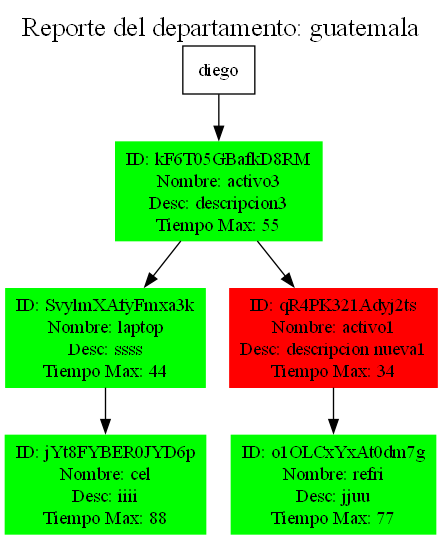 Reporte del departamento: guatemala
diego
ID: kF6T05GBafkD8RM
Nombre: activo3
Desc: descripcion3
Tiempo Max: 55
ID: SvylmXAfyFmxa3k
Nombre: laptop
Desc: ssss
Tiempo Max: 44
ID: qR4PK321Adyj2ts
Nombre: activo1
Desc: descripcion nueva1
Tiempo Max: 34
ID: jYt8FYBER0JYD6p
Nombre: cel
Desc: iiii
Tiempo Max: 88
ID: o1OLCxYxAt0dm7g
Nombre: refri
Desc: jjuu
Tiempo Max: 77